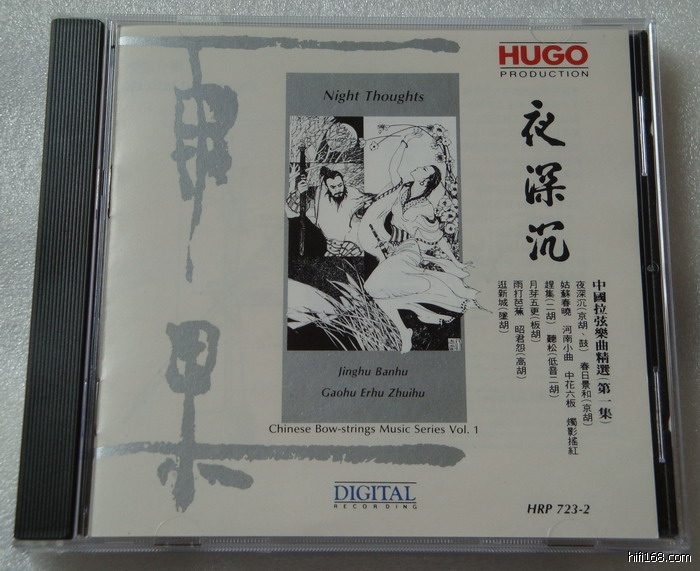 HUGO
PRODUCTION
Night Thoughts
夜深沉
中國拉弦樂曲精選(第一集)
夜深沉(京胡、鼓) 春日景和(京胡)
姑蘇春曉 河南小曲 中花六板 燭影搖紅
趕集(二胡) 聽松(低音二胡)
月芽五更(板胡)
雨打芭蕉 昭君怨(高胡)
逛新城(墜胡)
Jinghu Banhu
Gaohu Erhu Zhuihu
Chinese Bow-strings Music Series Vol. 1
DIGITAL
RECORDING
HRP 723-2
hifi168.com